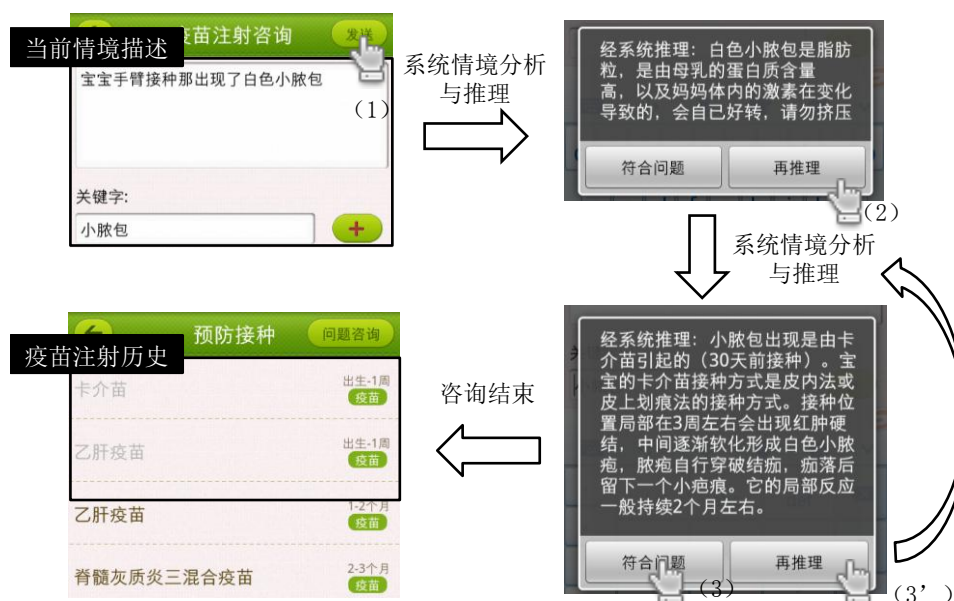 当前情境描述
疫苗注射咨询
发送
宝宝手臂接种那出现了白色小脓包
(1)
关键字:
小脓包
+
系统情境分析
与推理
经系统推理：白色小脓包是脂肪
粒，是由母乳的蛋白质含量
高，以及妈妈体内的激素在变化
导致的，会自己好转，请勿挤压
符合问题
再推理
(2)
系统情境分析
与推理
经系统推理：小脓包出现是由卡
介苗引起的（30天前接种）。宝
宝的卡介苗接种方式是皮内法或
皮上划痕法的接种方式。接种位
置局部在3周左右会出现红肿硬
结，中间逐渐软化形成白色小脓
疱，脓疱自行穿破结痂，痂落后
留下一个小疤痕。它的局部反应
一般持续2个月左右。
符合问题
再推理
(3)
(3’)
咨询结束
疫苗注射历史
预防接种
问题咨询
卡介苗
出生-1周
疫苗
乙肝疫苗
出生-1周
疫苗
乙肝疫苗
1-2个月
疫苗
脊髓灰质炎三混合疫苗
2-3个月
疫苗